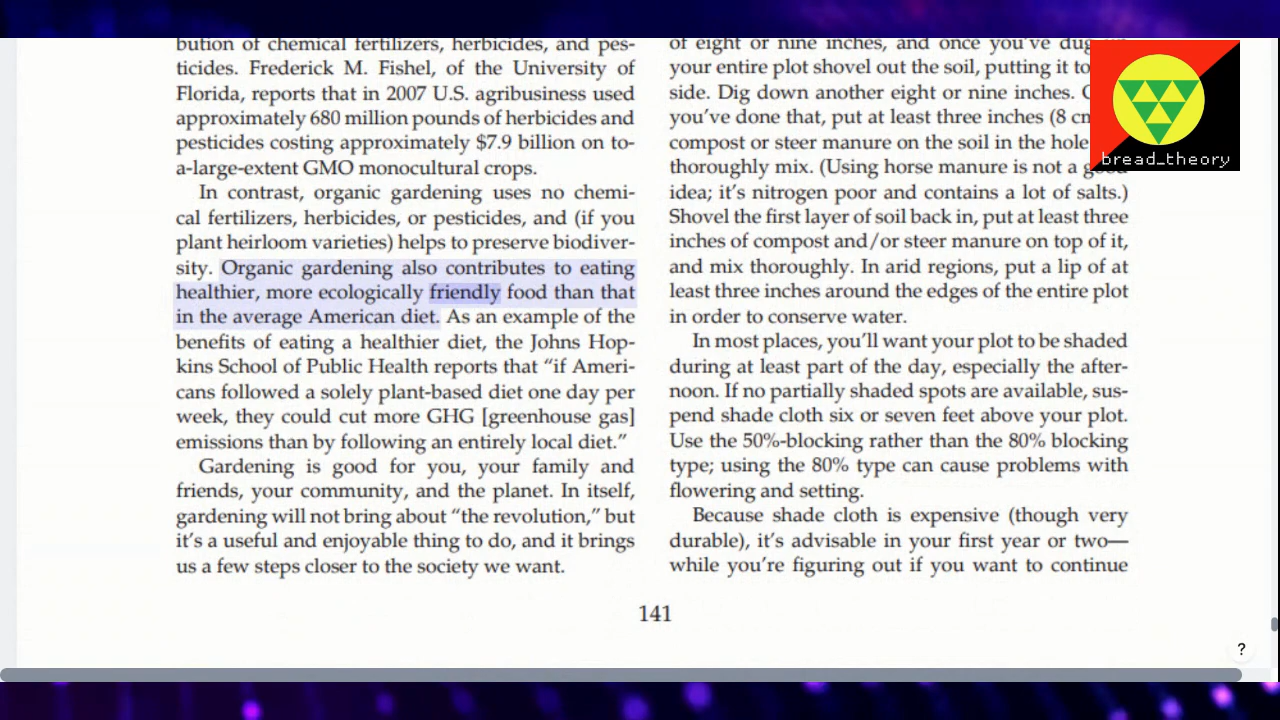 bution of chemical fertilizers, herbicides, and pes-
ticides. Frederick M. Fishel, of the University of
Florida, reports that in 2007 U.S. agribusiness used
approximately 680 million pounds of herbicides and
pesticides costing approximately $7.9 billion on to-
a-large-extent GMO monocultural crops.
In contrast, organic gardening uses no chemi-
cal fertilizers, herbicides, or pesticides, and (if you
plant heirloom varieties) helps to preserve biodiver-
sity. Organic gardening also contributes to eating
healthier, more ecologically friendly food than that
in the average American diet. As an example of the
benefits of eating a healthier diet, the Johns Hop-
kins School of Public Health reports that “if Ameri-
cans followed a solely plant-based diet one day per
week, they could cut more GHG [greenhouse gas]
emissions than by following an entirely local diet.”
Gardening is good for you, your family and
friends, your community, and the planet. In itself,
gardening will not bring about “the revolution,” but
it’s a useful and enjoyable thing to do, and it brings
us a few steps closer to the society we want.
of eight or nine inches, and once you’ve
your entire plot shovel out the soil, putting it
side. Dig down another eight or nine inches.
you’ve done that, put at least three inches (8
compost or steer manure on the soil in the hole
thoroughly mix. (Using horse manure is not a
idea; it’s nitrogen poor and contains a lot of salts.)
Shovel the first layer of soil back in, put at least three
inches of compost and/or steer manure on top of it,
and mix thoroughly. In arid regions, put a lip of at
least three inches around the edges of the entire plot
in order to conserve water.
In most places, you’ll want your plot to be shaded
during at least part of the day, especially the after-
noon. If no partially shaded spots are available, sus-
pend shade cloth six or seven feet above your plot.
Use the 50%-blocking rather than the 80% blocking
type; using the 80% type can cause problems with
flowering and setting.
Because shade cloth is expensive (though very
durable), it’s advisable in your first year or two—
while you’re figuring out if you want to continue
141
bread_theory
?